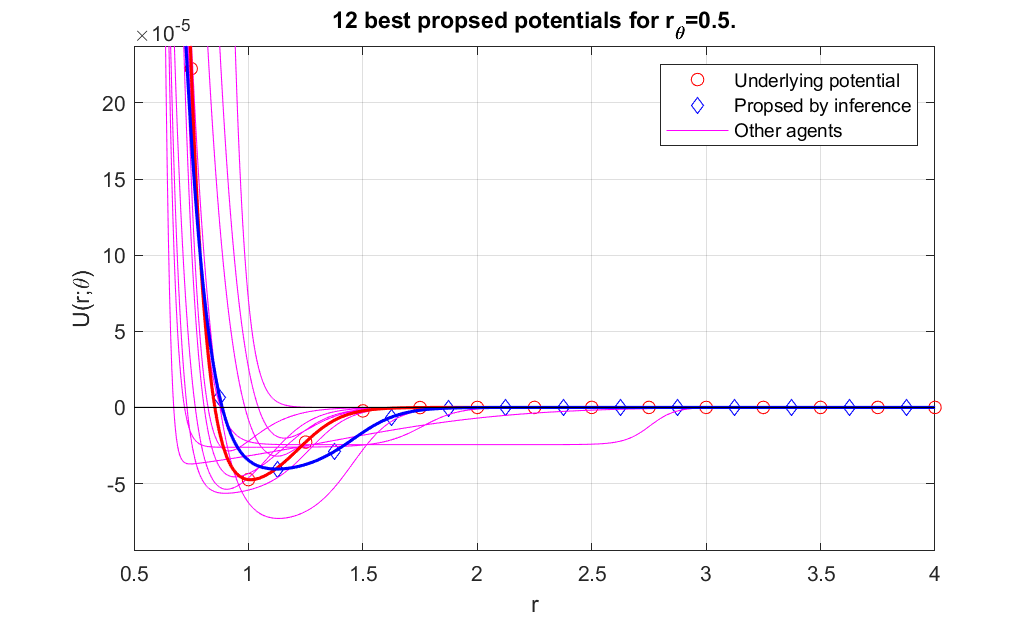 12 best propsed potentials for rθ=0.5.
×10-5
Underlying potential
Propsed by inference
Other agents
20
15
10
5
0
-5
U(r;θ)
0.5 1 1.5 2 2.5 3 3.5 4
r